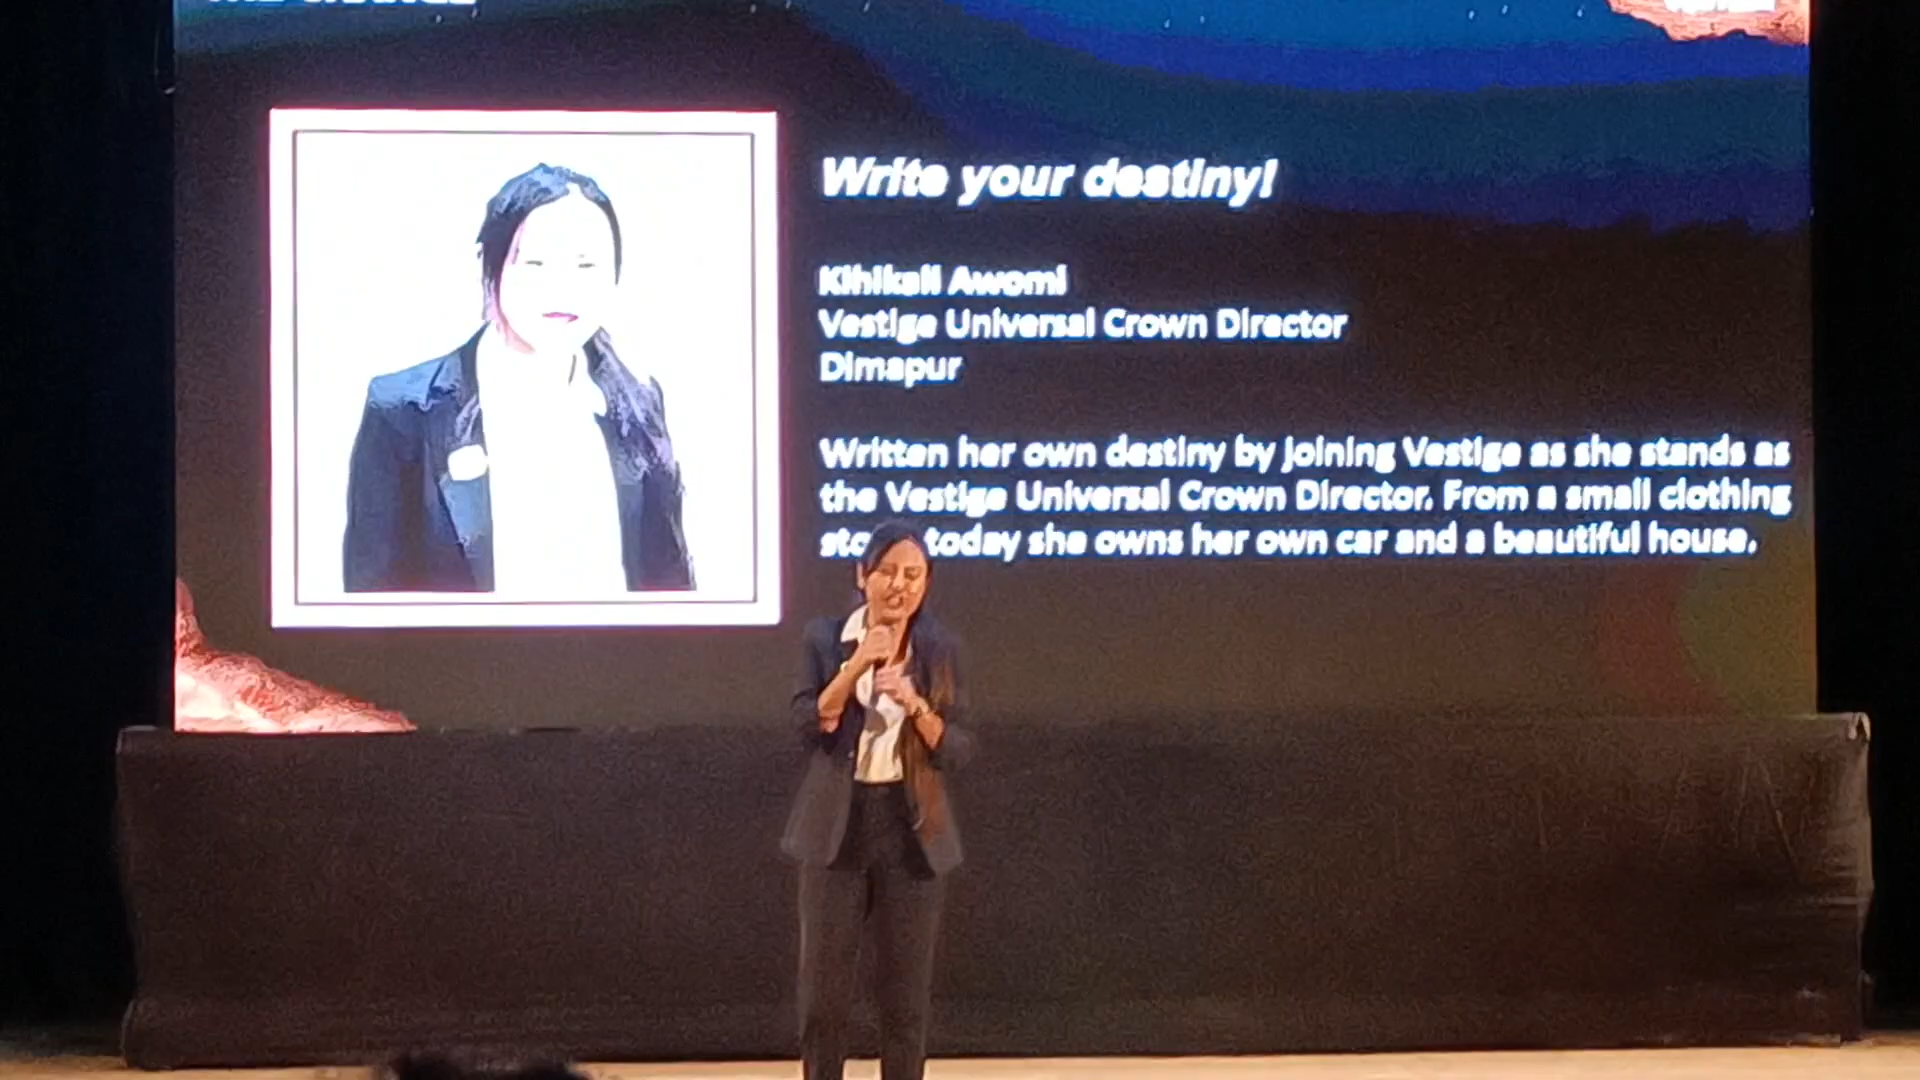 Write your destiny!
Kihikali Awomi
Vestige Universal Crown Director
Dimapur
Written her own destiny by joining Vestige as she stands as
the Vestige Universal Crown Director. From a small clothing
today she owns her own car and a beautiful house.